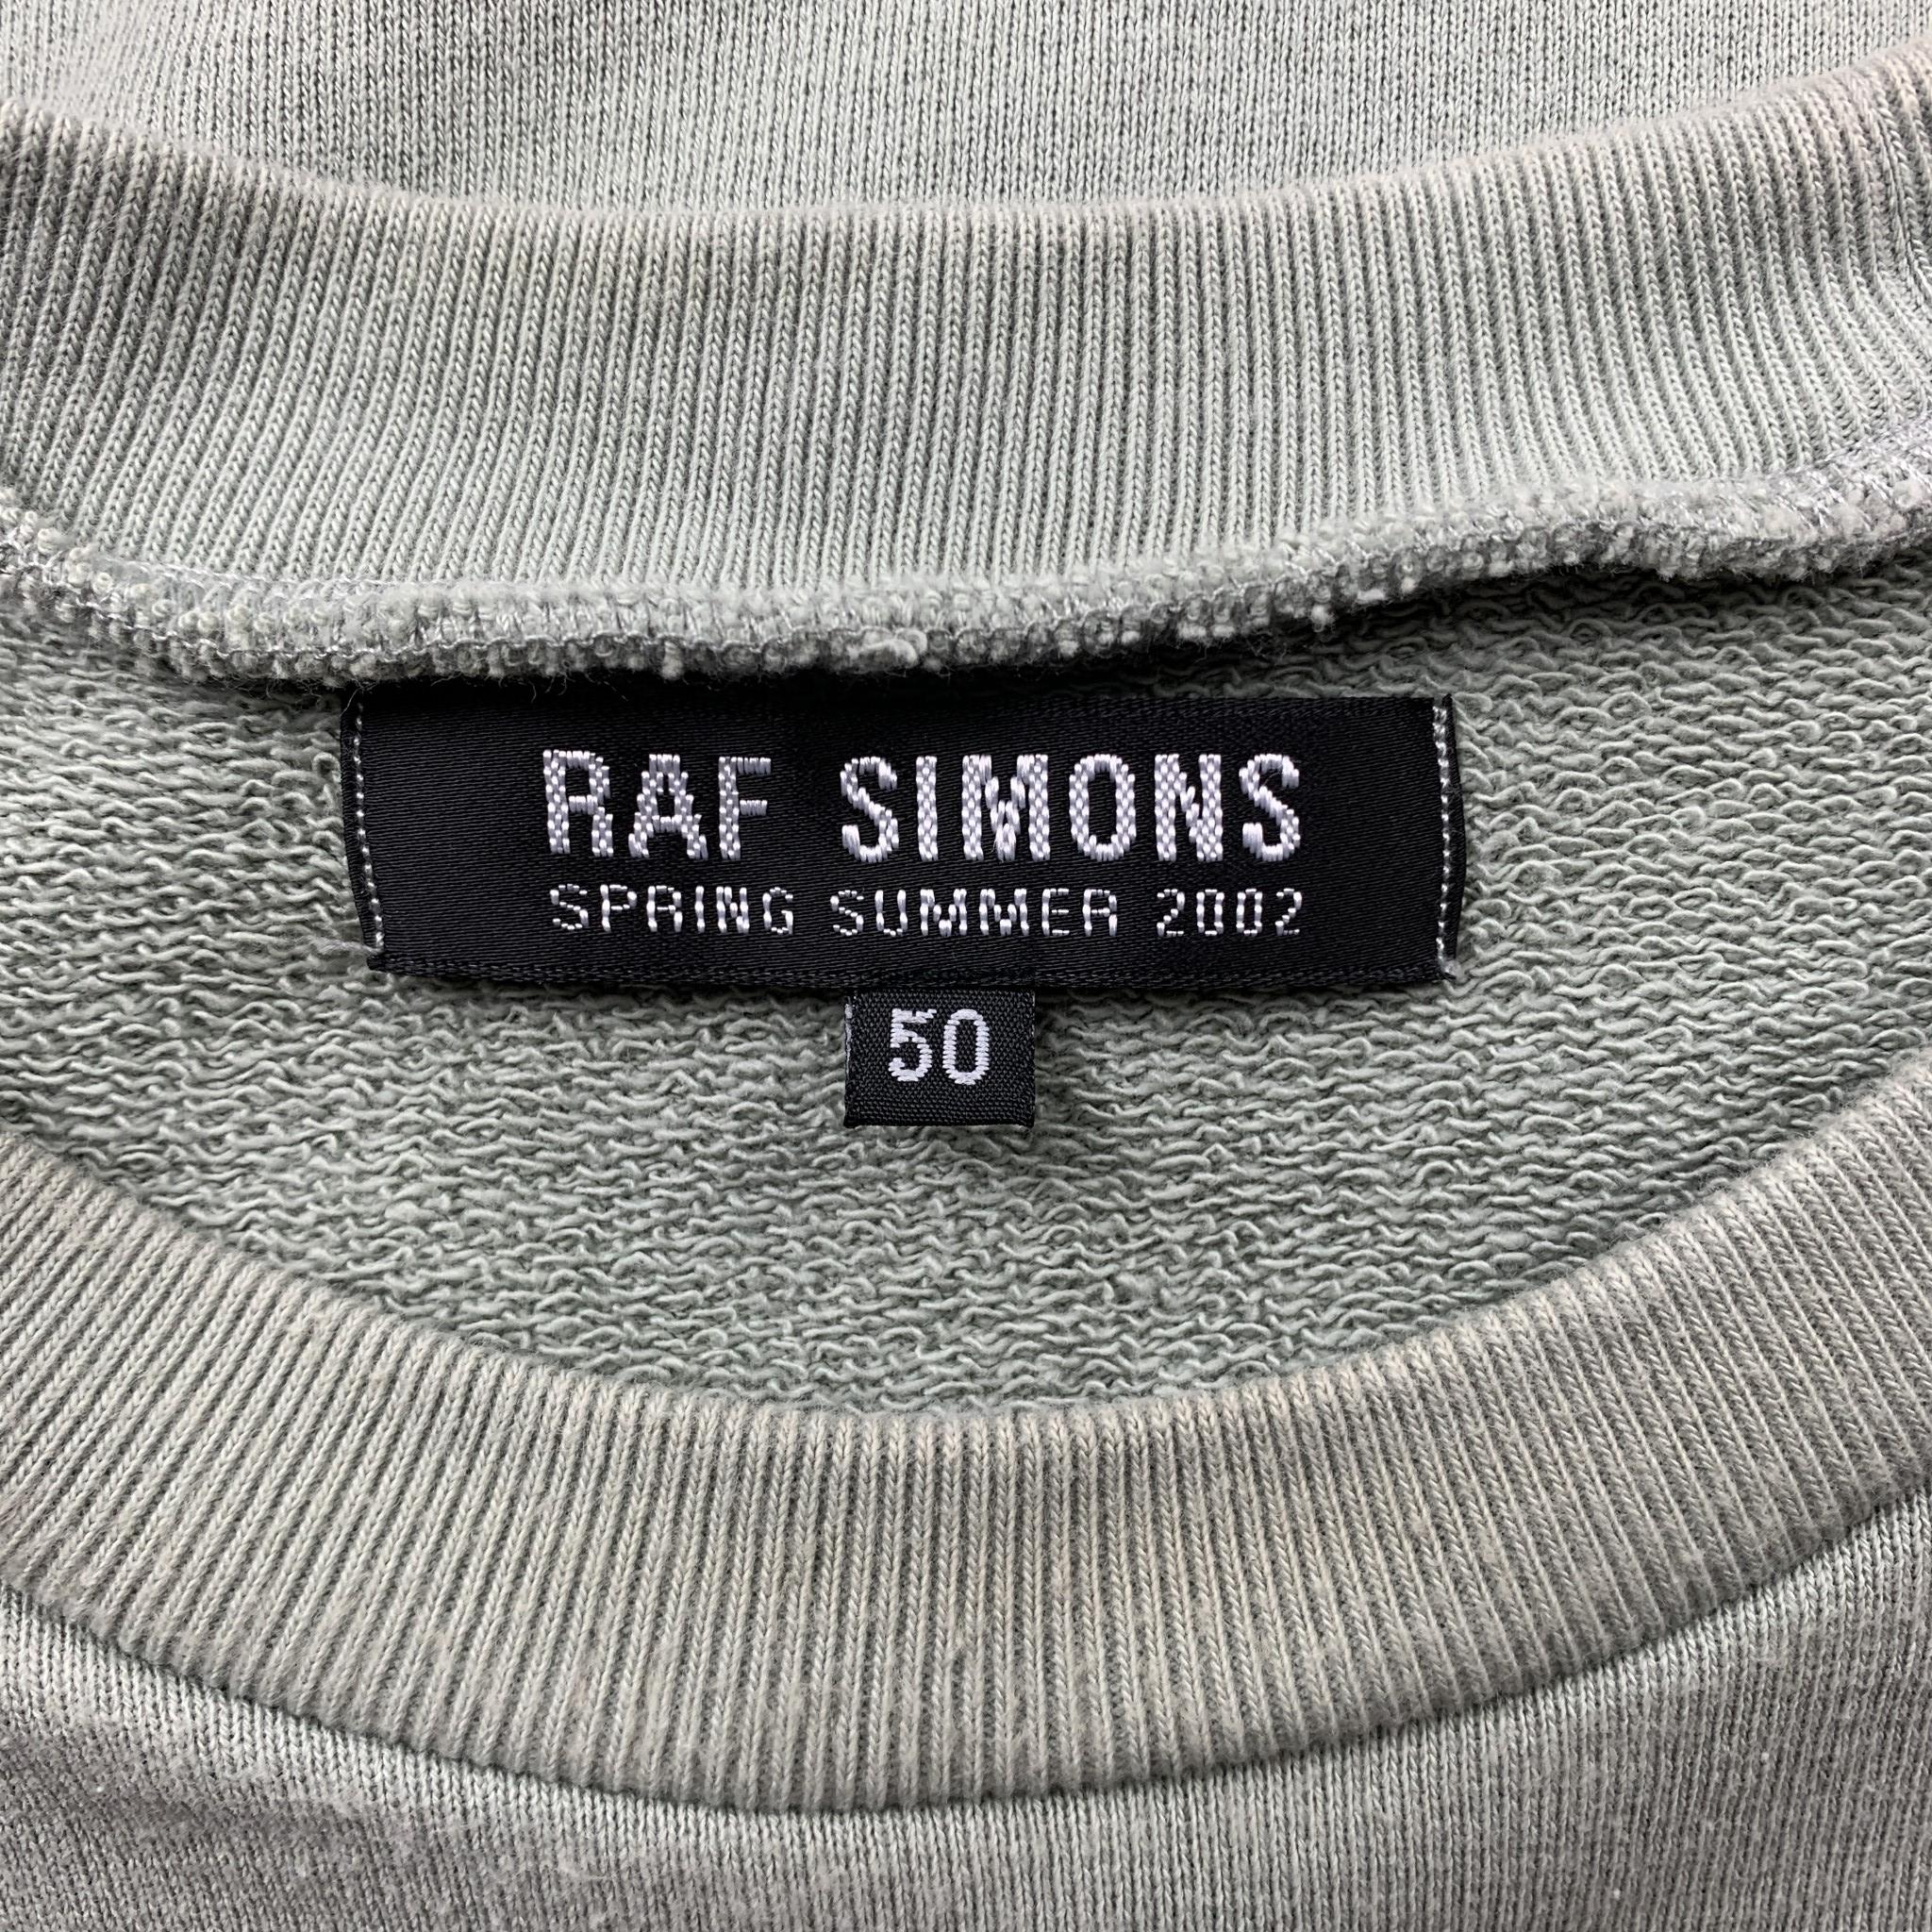 RAF SIMONS
SPRING SUMMER 2002
50